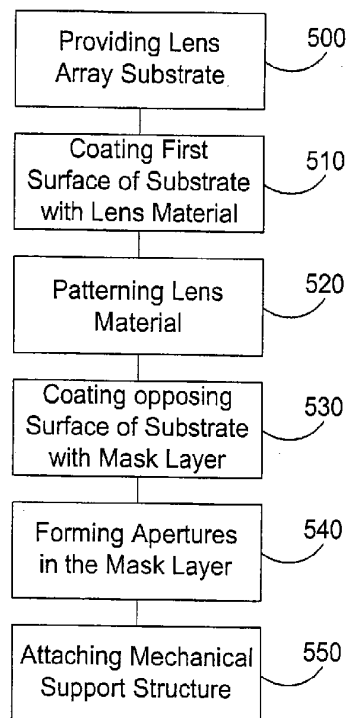 Providing Lens
Array Substrate
500
Coating First
Surface of Substrate
with Lens Material
510
Patterning Lens
Material
520
Coating opposing
Surface of Substrate
with Mask Layer
530
Forming Apertures
in the Mask Layer
540
Attaching Mechanical
Support Structure
550